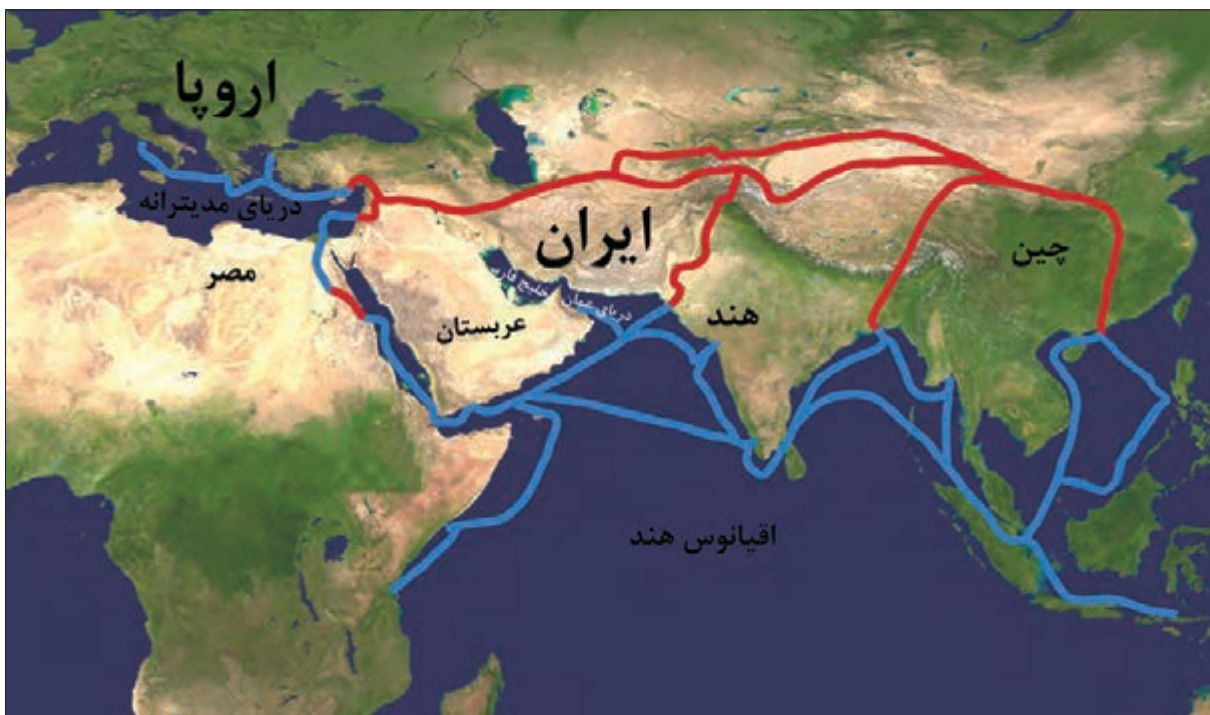 اروپا
دریای مدیترانه
مصر
ایران
چین
خلیج فارس
دریای عمان
عربستان
هند
اقیانوس هند